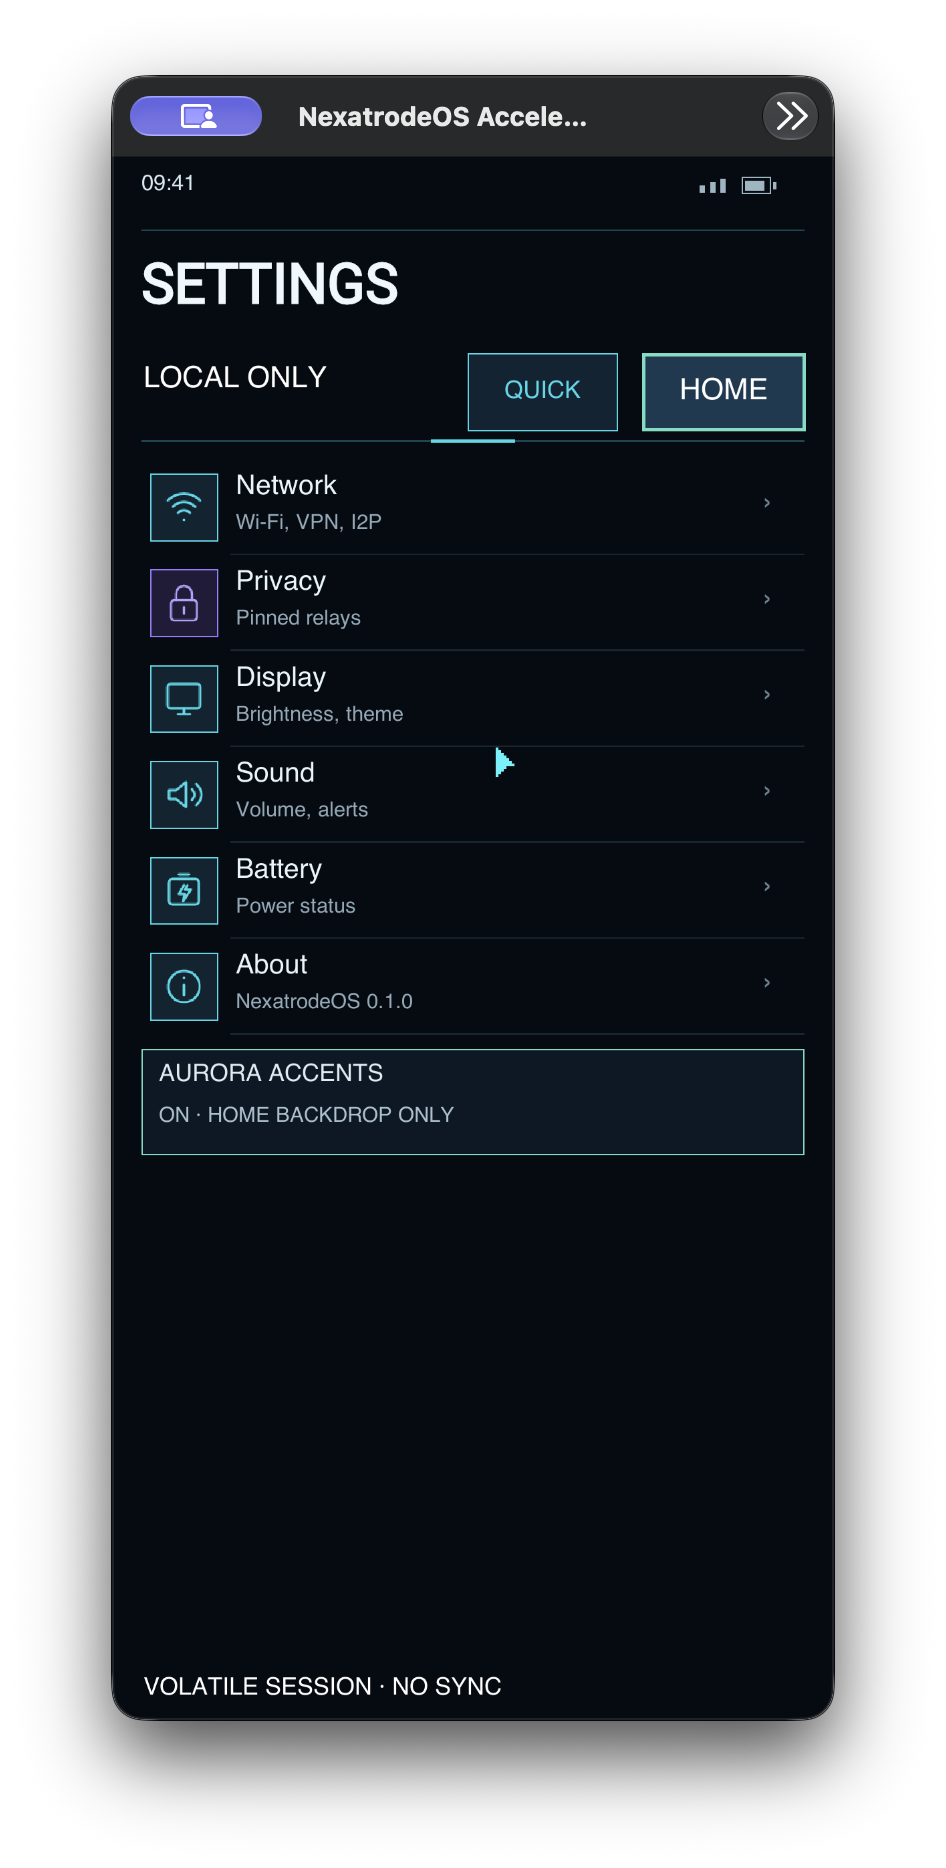 NexatrodeOS Accele...
09:41
SETTINGS
LOCAL ONLY
QUICK
HOME
Network
Wi-Fi, VPN, I2P
Privacy
Pinned relays
Display
Brightness, theme
Sound
Volume, alerts
Battery
Power status
About
NexatrodeOS 0.1.0
AURORA ACCENTS
ON · HOME BACKDROP ONLY
VOLATILE SESSION · NO SYNC